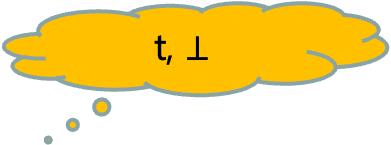 t, ⊥